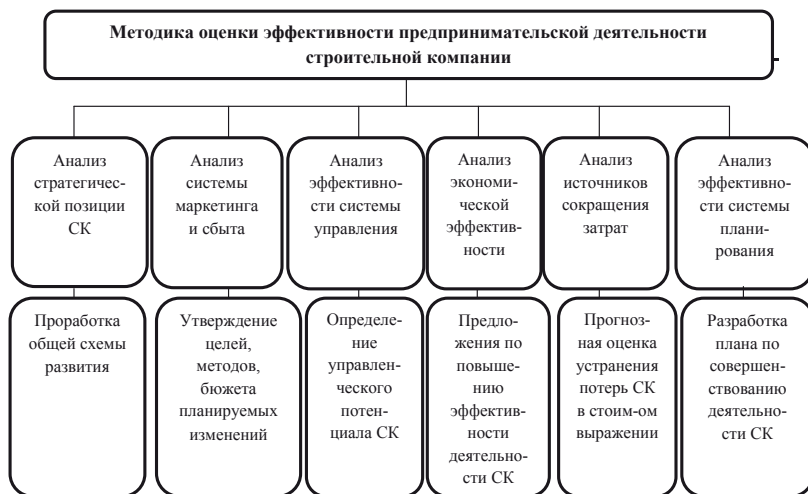 Методика оценки эффективности предпринимательской деятельности
строительной компании
Анализ
стратегичес-
кой позиции
СК
Анализ
системы
маркетинга
и сбыта
Анализ
эффективно-
сти системы
управления
Анализ
экономи-
ческой
эффектив-
ности
Анализ
источников
сокращения
затрат
Анализ
эффективно-
сти системы
плани-
рования
Проработка
общей схемы
развития
Утверждение
целей,
методов,
бюджета
планируемых
изменений
Определе-
ние
управлен-
ческого
потен-
циала СК
Предло-
жения по
повыше-
нию
эффектив-
ности
деятельно-
сти СК
Прогноз-
ная оценка
устранения
потерь СК
в стоим-ом
выражении
Разработка
плана по
совершен-
ствованию
деятельно-
сти СК